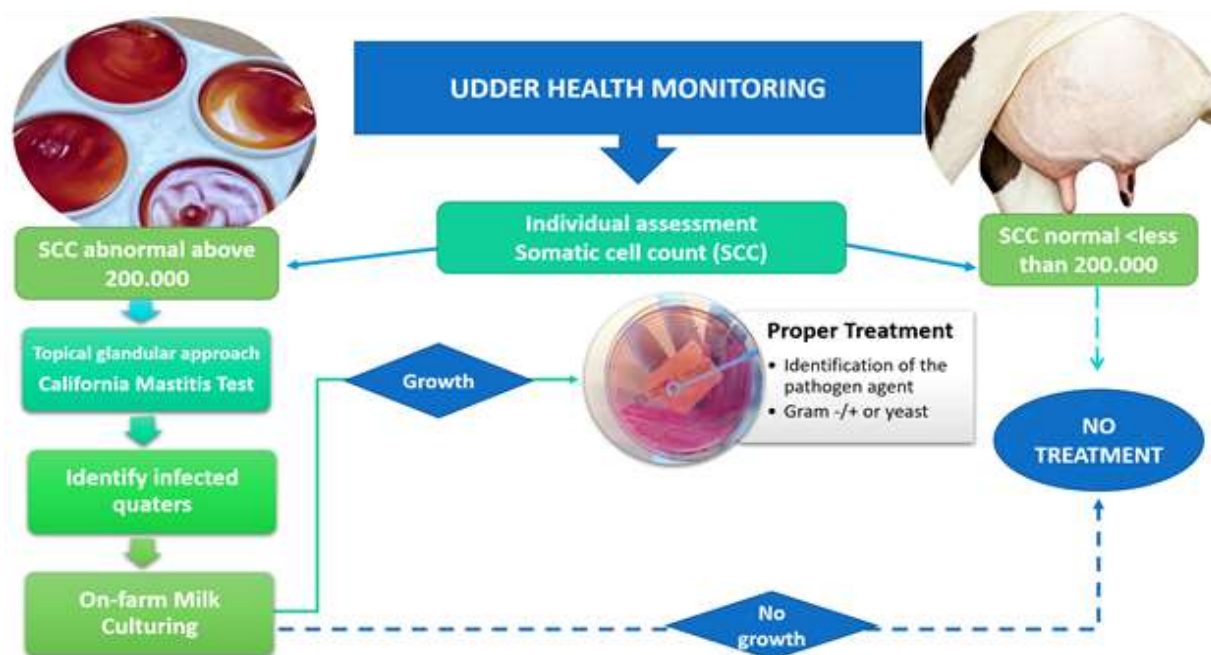 UDDER HEALTH MONITORING
Individual assessment
Somatic cell count (SCC)
SCC abnormal above
200.000
SCC normal <less
than 200.000
Topical glandular approach
California Mastitis Test
Growth
Proper Treatment
• Identification of the
pathogen agent
• Gram -/+ or yeast
NO
TREATMENT
Identify infected
quaters
On-farm Milk
Culturing
No
growth